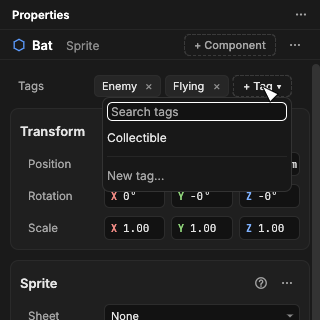 Properties
Bat Sprite + Component
Tags Enemy × Flying × + Tag ▾
Search tags
Collectible
New tag...
Transform
Position m
Rotation X 0° Y -0° Z -0°
Scale X 1.00 Y 1.00 Z 1.00
Sprite
Sheet None